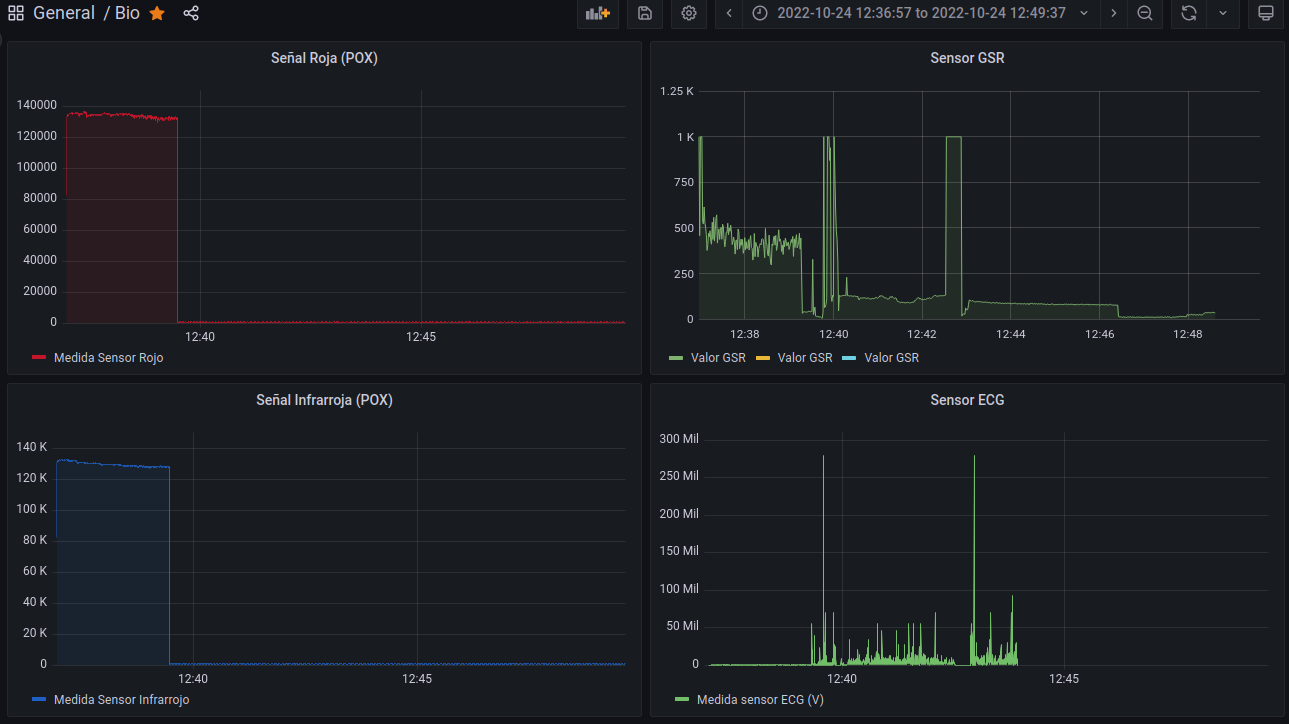 General / Bio
2022-10-24 12:36:57 to 2022-10-24 12:49:37
Señal Roja (POX)
140000
120000
100000
80000
60000
40000
20000
0
12:40 12:45
Medida Sensor Rojo
Sensor GSR
1.25 K
1 K
750
500
250
0
12:38 12:40 12:42 12:44 12:46 12:48
Valor GSR Valor GSR Valor GSR
Señal Infrarroja (POX)
140 K
120 K
100 K
80 K
60 K
40 K
20 K
0
12:40 12:45
Medida Sensor Infrarrojo
Sensor ECG
300 Mil
250 Mil
200 Mil
150 Mil
100 Mil
50 Mil
0
12:40 12:45
Medida sensor ECG (V)